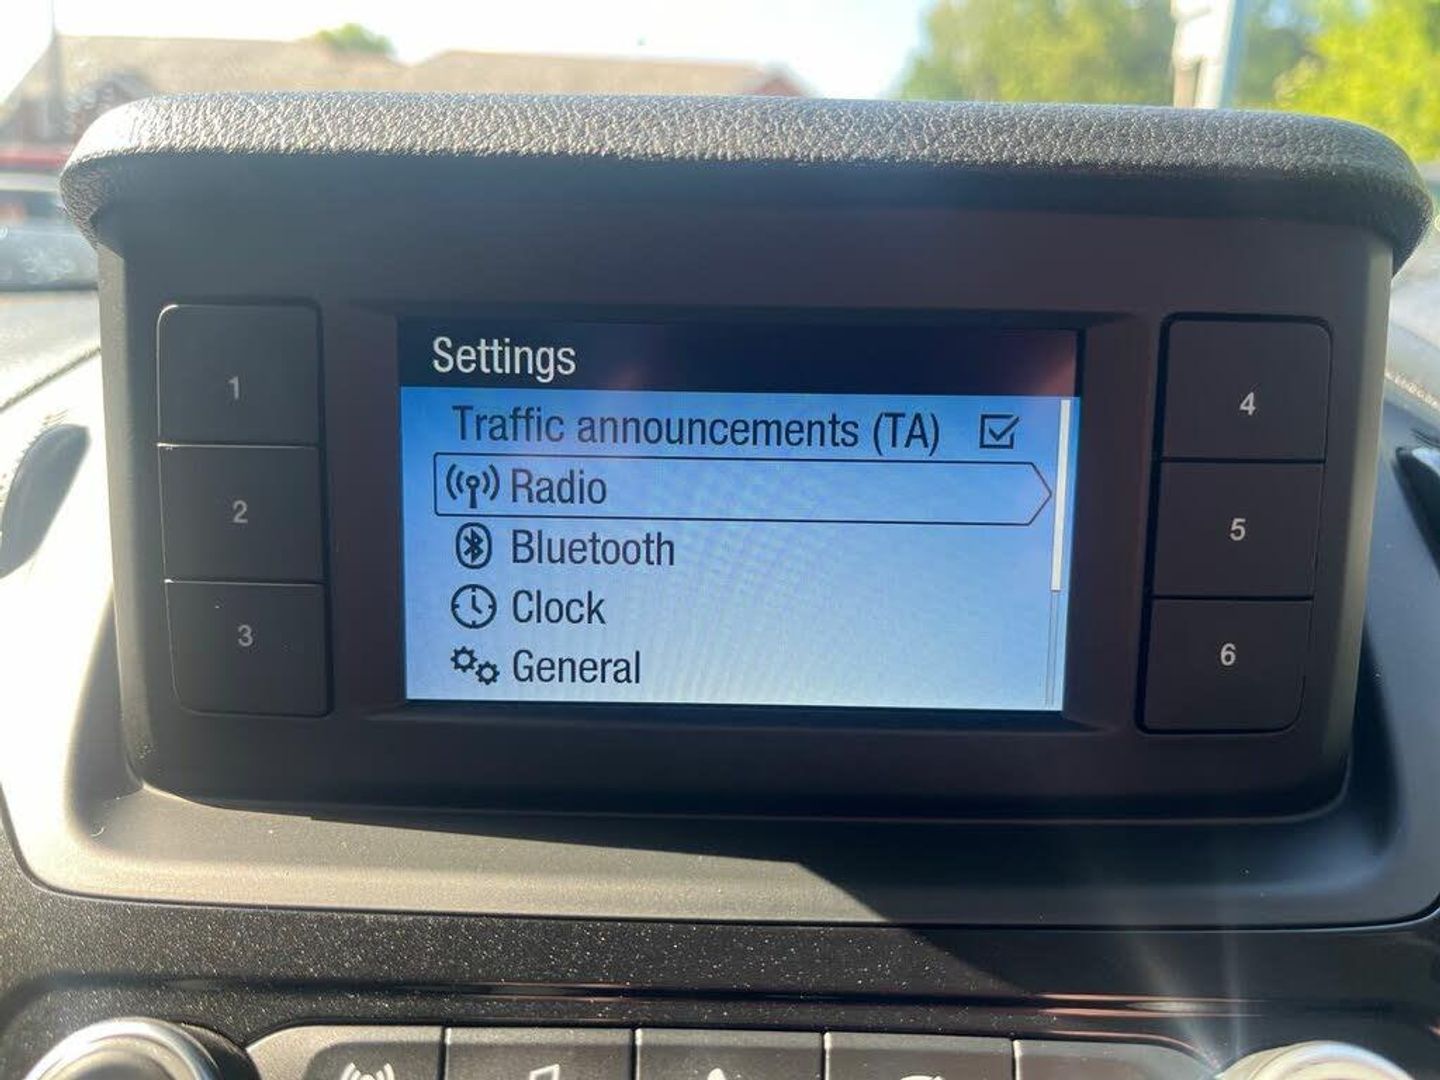 Settings
Traffic announcements (TA)
Radio
Bluetooth
Clock
General
1
2
3
4
5
6